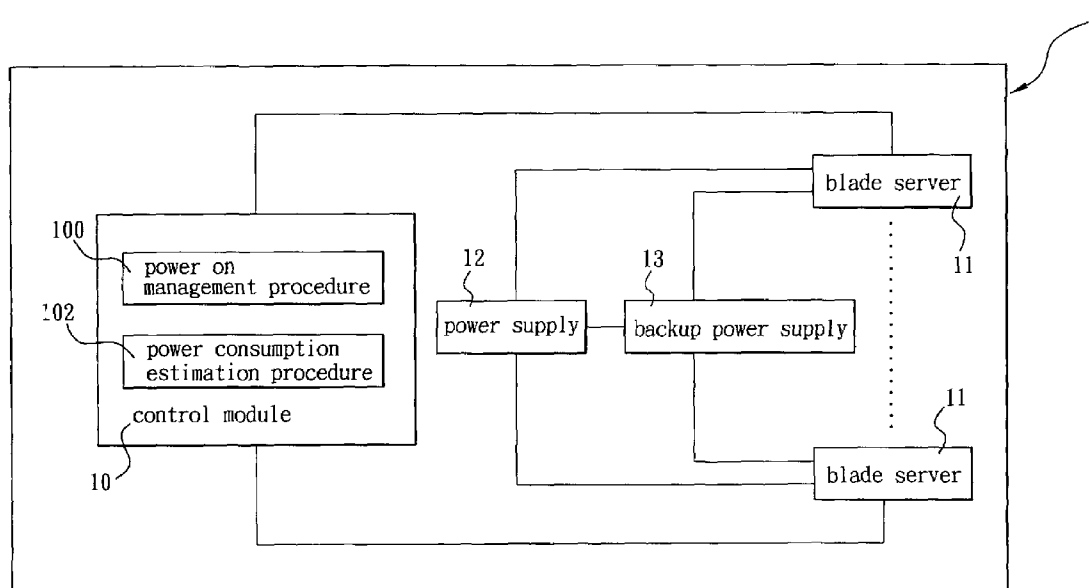 blade server
11
100
power on
management procedure
12
13
power supply
backup power supply
102
power consumption
estimation procedure
control module
10
11
blade server